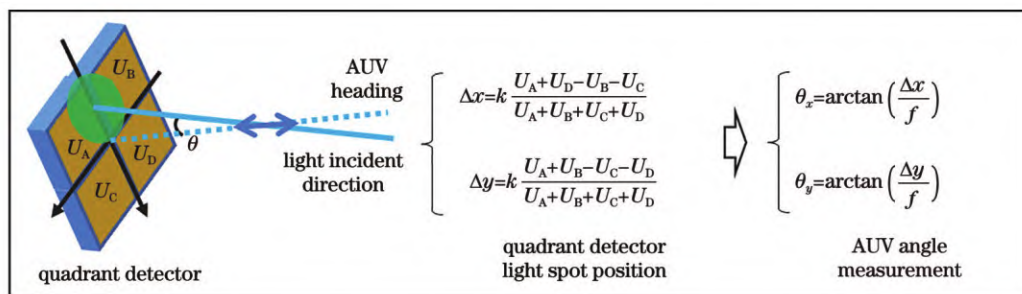 U_B
U_A
U_D
U_C
θ
quadrant detector
AUV
heading
light incident
direction
Δx=k (U_A+U_D−U_B−U_C)/(U_A+U_B+U_C+U_D)
Δy=k (U_A+U_B−U_C−U_D)/(U_A+U_B+U_C+U_D)
quadrant detector
light spot position
θ_x=arctan(Δx/f)
θ_y=arctan(Δy/f)
AUV angle
measurement